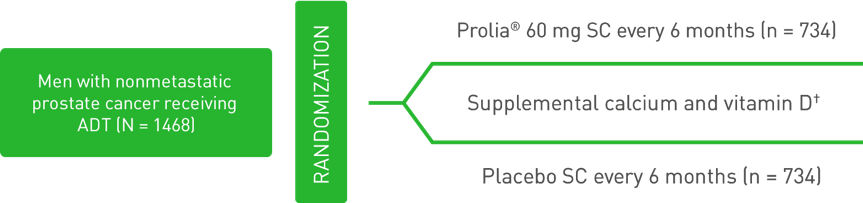 Men with nonmetastatic
prostate cancer receiving
ADT (N = 1468)
RANDOMIZATION
Prolia® 60 mg SC every 6 months (n = 734)
Supplemental calcium and vitamin D†
Placebo SC every 6 months (n = 734)